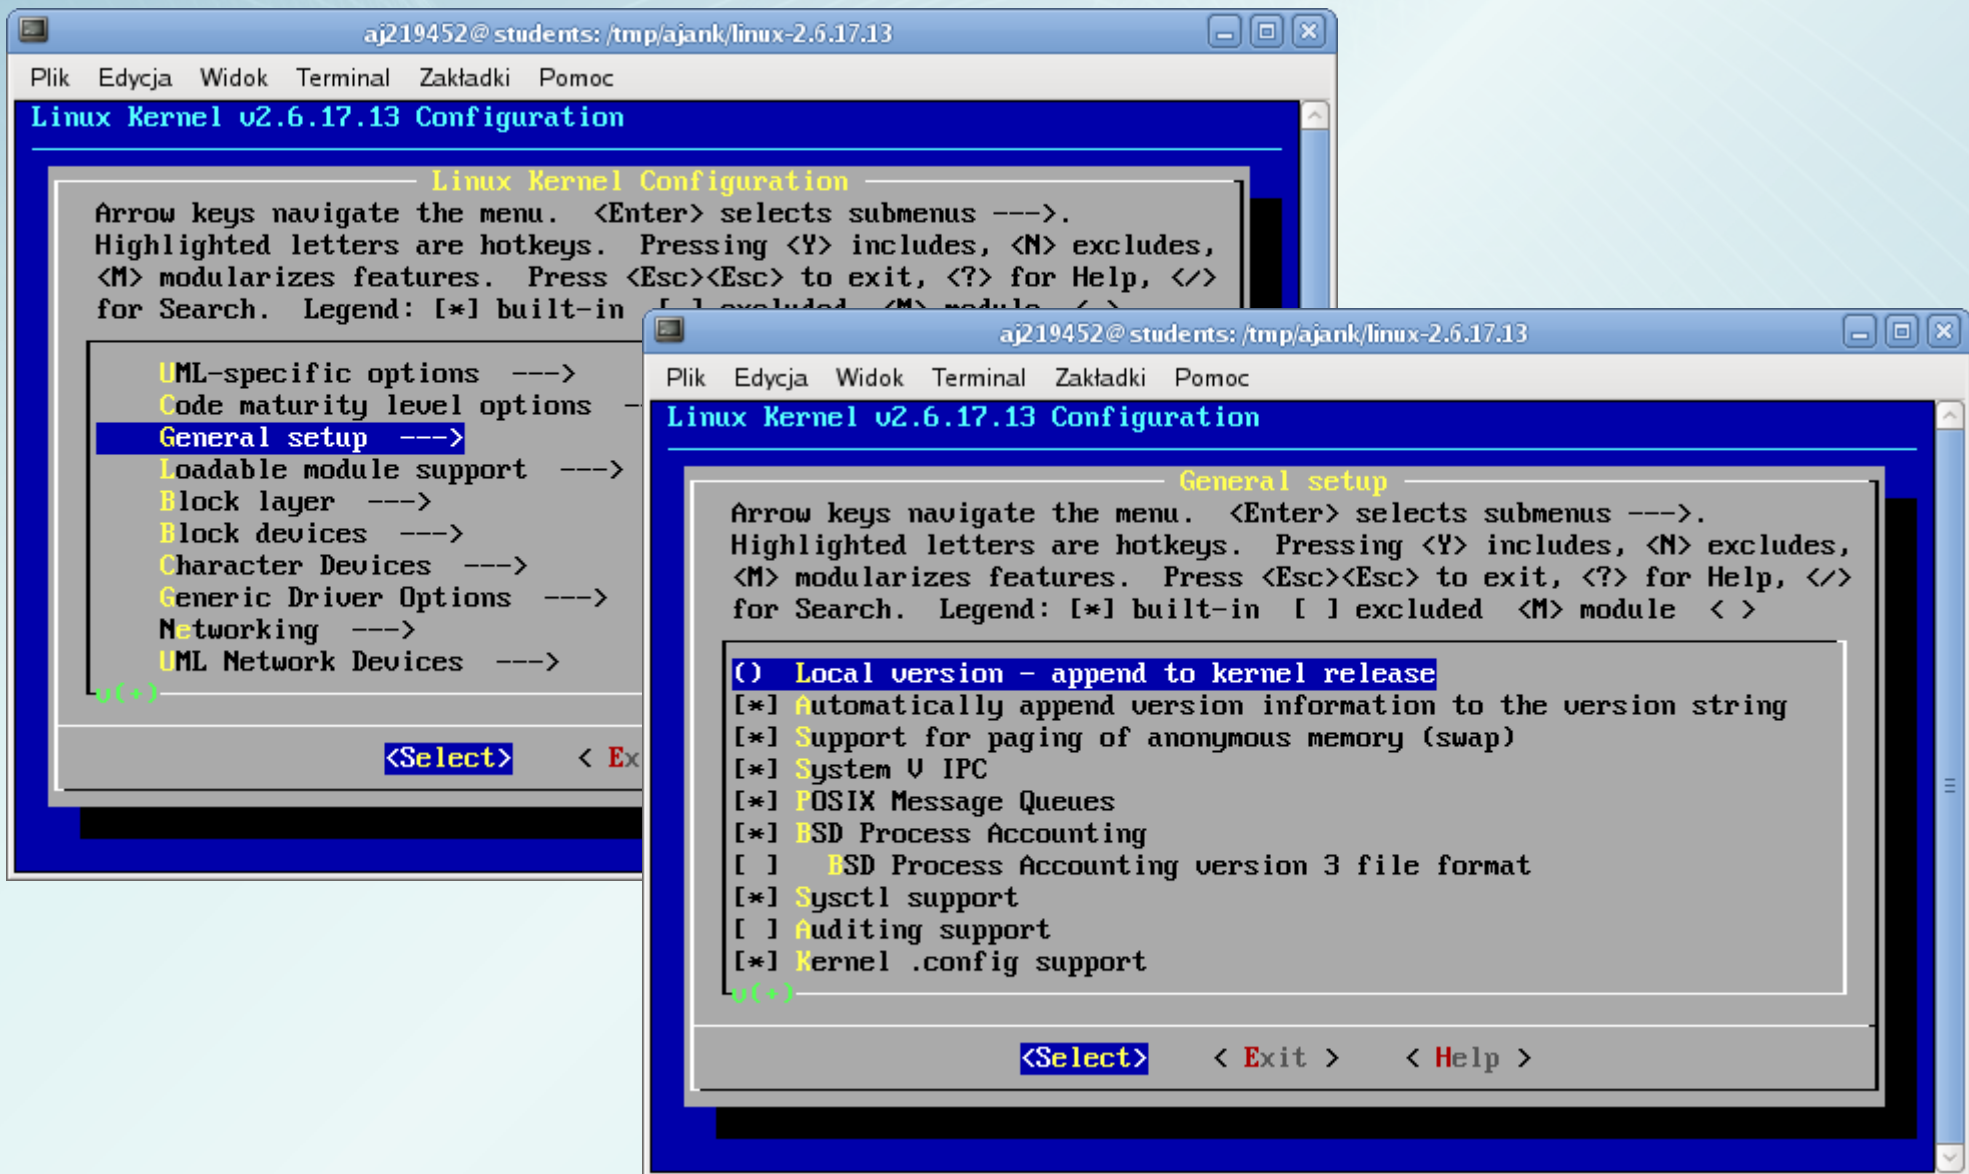 aj219452@students: /tmp/ajank/linux-2.6.17.13
Plik Edycja Widok Terminal Zakładki Pomoc
Linux Kernel v2.6.17.13 Configuration
Linux Kernel Configuration
Arrow keys navigate the menu. <Enter> selects submenus --->.
Highlighted letters are hotkeys. Pressing <Y> includes, <N> excludes,
<M> modularizes features. Press <Esc><Esc> to exit, <?> for Help, </>
for Search. Legend: [*] built-in [ ] excluded <M> module < >
UML-specific options --->
Code maturity level options -
General setup --->
Loadable module support --->
Block layer --->
Block devices --->
Character Devices --->
Generic Driver Options --->
Networking --->
UML Network Devices --->
v(+)
<Select> < Ex
aj219452@students: /tmp/ajank/linux-2.6.17.13
Plik Edycja Widok Terminal Zakładki Pomoc
Linux Kernel v2.6.17.13 Configuration
General setup
Arrow keys navigate the menu. <Enter> selects submenus --->.
Highlighted letters are hotkeys. Pressing <Y> includes, <N> excludes,
<M> modularizes features. Press <Esc><Esc> to exit, <?> for Help, </>
for Search. Legend: [*] built-in [ ] excluded <M> module < >
() Local version - append to kernel release
[*] Automatically append version information to the version string
[*] Support for paging of anonymous memory (swap)
[*] System V IPC
[*] POSIX Message Queues
[*] BSD Process Accounting
[ ] BSD Process Accounting version 3 file format
[*] Sysctl support
[ ] Auditing support
[*] Kernel .config support
v(+)
<Select> < Exit > < Help >